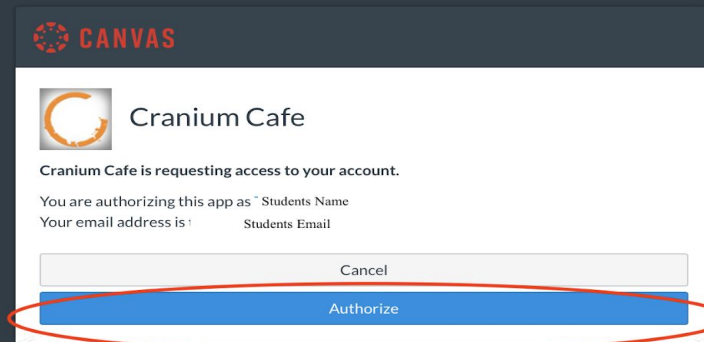 CANVAS
Cranium Cafe
Cranium Cafe is requesting access to your account.
You are authorizing this app as Students Name
Your email address is Students Email
Cancel
Authorize